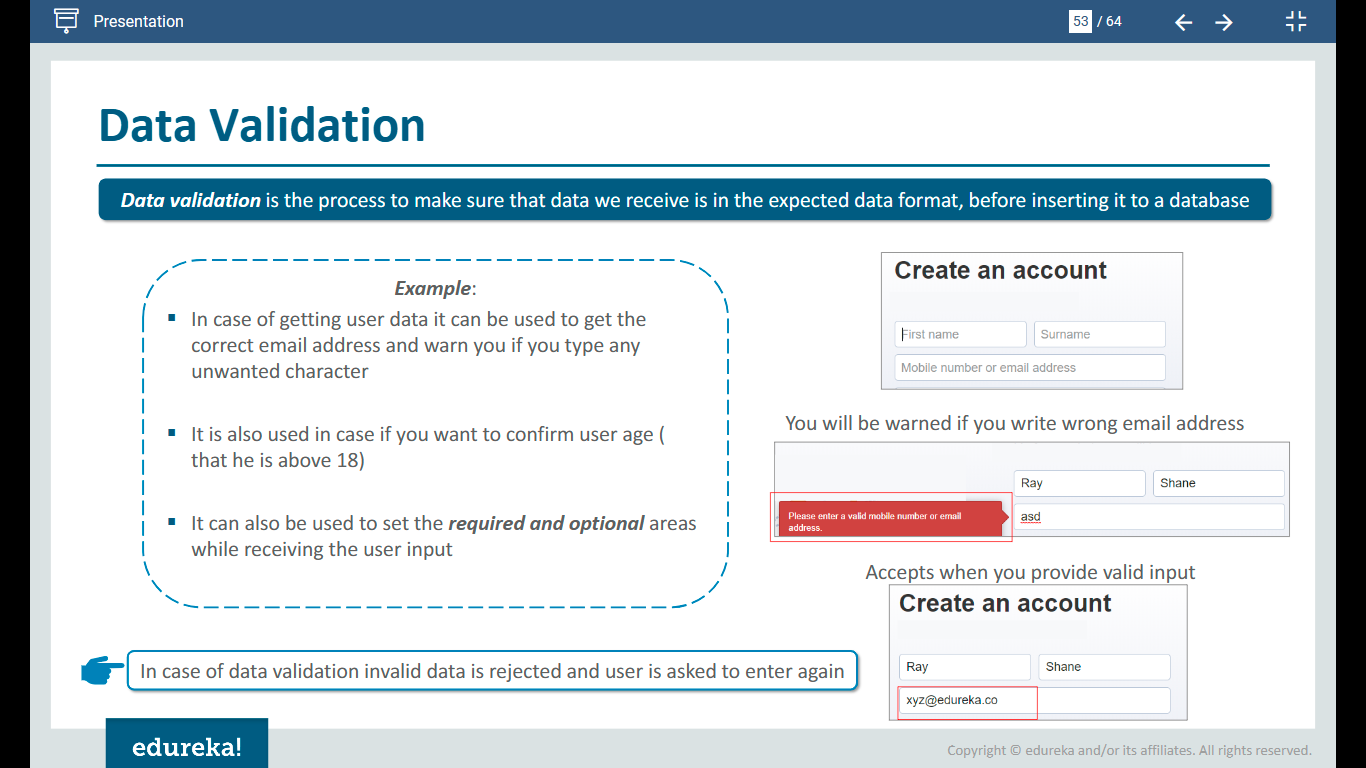 Presentation
53 / 64
Data Validation
Data validation is the process to make sure that data we receive is in the expected data format, before inserting it to a database
Example:
In case of getting user data it can be used to get the
correct email address and warn you if you type any
unwanted character
It is also used in case if you want to confirm user age (
that he is above 18)
It can also be used to set the required and optional areas
while receiving the user input
In case of data validation invalid data is rejected and user is asked to enter again
Create an account
First name Surname
Mobile number or email address
You will be warned if you write wrong email address
Ray Shane
Please enter a valid mobile number or email
address.
asd
Accepts when you provide valid input
Create an account
Ray Shane
xyz@edureka.co
edureka!
Copyright © edureka and/or its affiliates. All rights reserved.